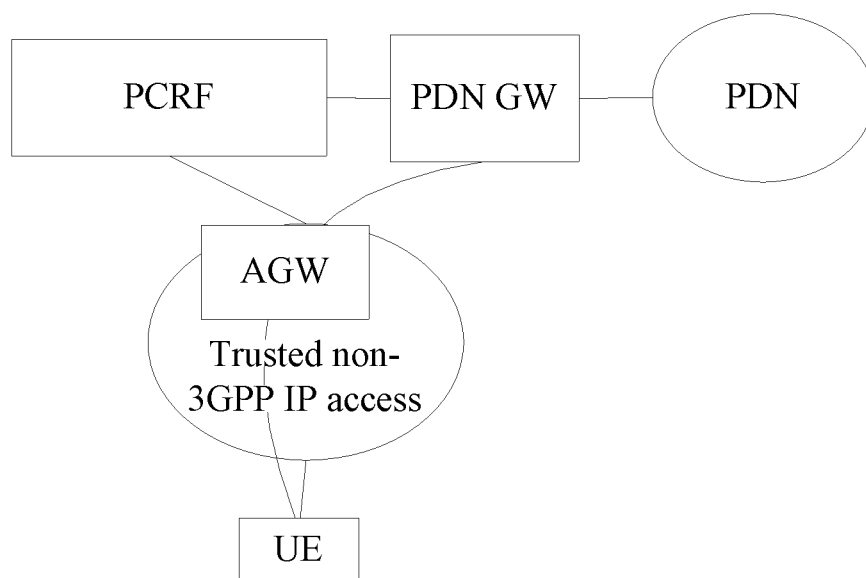 PCRF
PDN GW
PDN
AGW
Trusted non-
3GPP IP access
UE